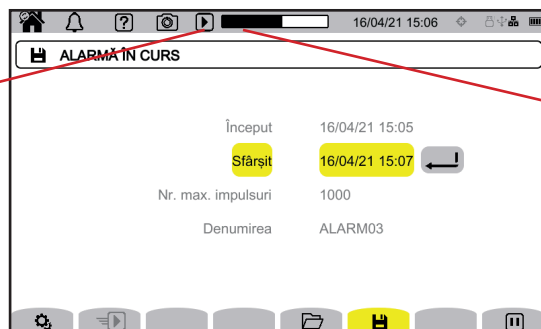 16/04/21 15:06
ALARMĂ ÎN CURS
Început 16/04/21 15:05
Sfârșit 16/04/21 15:07
Nr. max. impulsuri 1000
Denumirea ALARM03